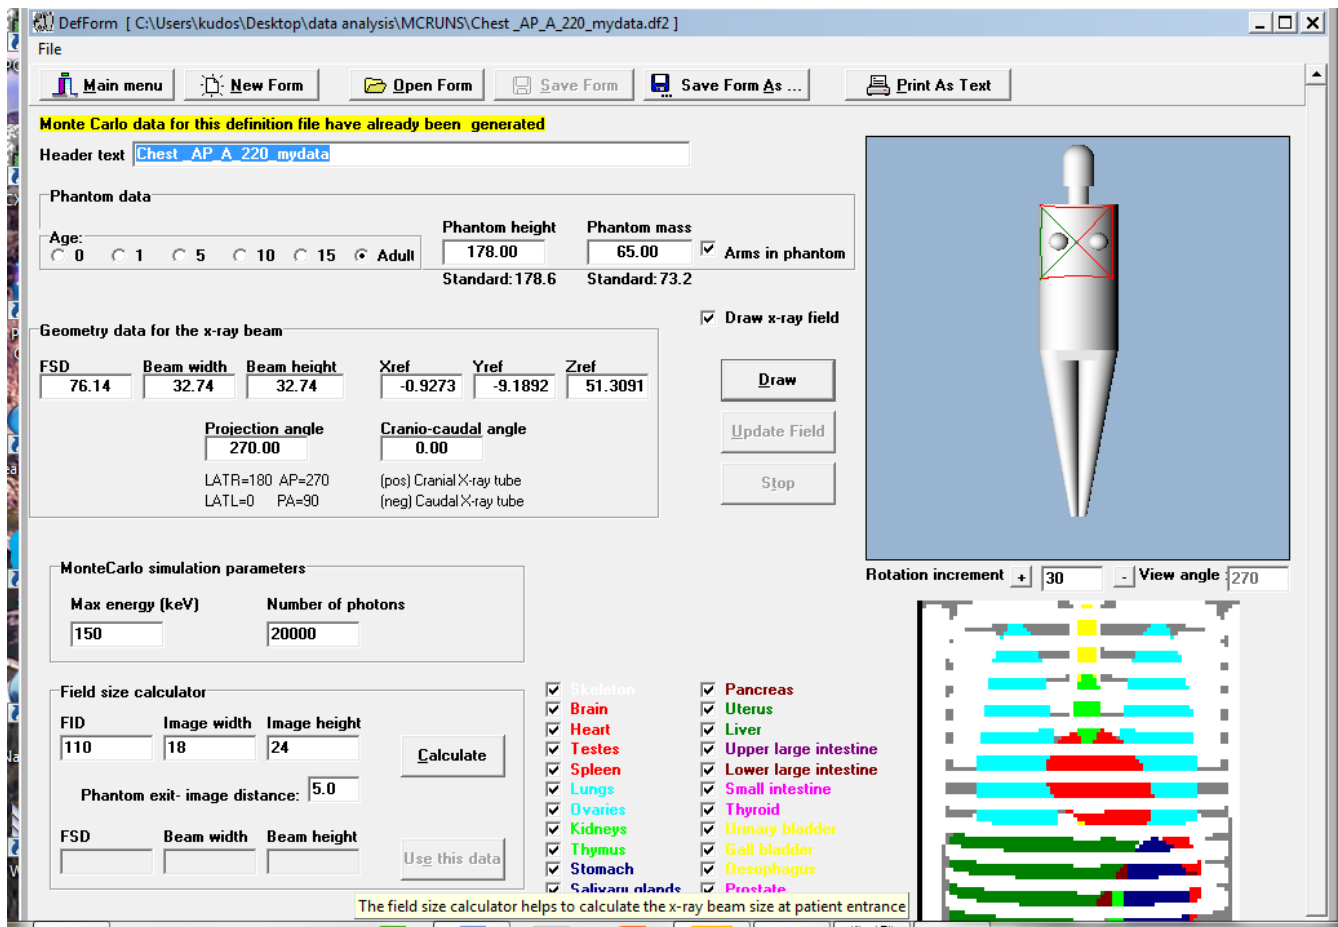 DefForm [ C:\Users\kudos\Desktop\data analysis\MCRUNS\Chest _AP_A_220_mydata.df2 ]
File
Main menu New Form Open Form Save Form Save Form As ... Print As Text
Monte Carlo data for this definition file have already been generated
Header text Chest _AP_A_220_mydata
Phantom data
Age:
0 1 5 10 15 Adult
Phantom height Phantom mass
178.00 65.00 Arms in phantom
Standard: 178.6 Standard: 73.2
Draw x-ray field
Geometry data for the x-ray beam
FSD Beam width Beam height Xref Yref Zref
76.14 32.74 32.74 -0.9273 -9.1892 51.3091
Draw
Projection angle Cranio-caudal angle
270.00 0.00
Update Field
LATR=180 AP=270 (pos) Cranial X-ray tube
LATL=0 PA=90 (neg) Caudal X-ray tube
Stop
Rotation increment + 30 - View angle : 270
MonteCarlo simulation parameters
Max energy (keV) Number of photons
150 20000
Field size calculator
FID Image width Image height
110 18 24
Calculate
Phantom exit- image distance: 5.0
FSD Beam width Beam height
Use this data
Skeleton Pancreas
Brain Uterus
Heart Liver
Testes Upper large intestine
Spleen Lower large intestine
Lungs Small intestine
Ovaries Thyroid
Kidneys Urinary bladder
Thymus Gall bladder
Stomach Oesophagus
Salivary glands Prostate
The field size calculator helps to calculate the x-ray beam size at patient entrance